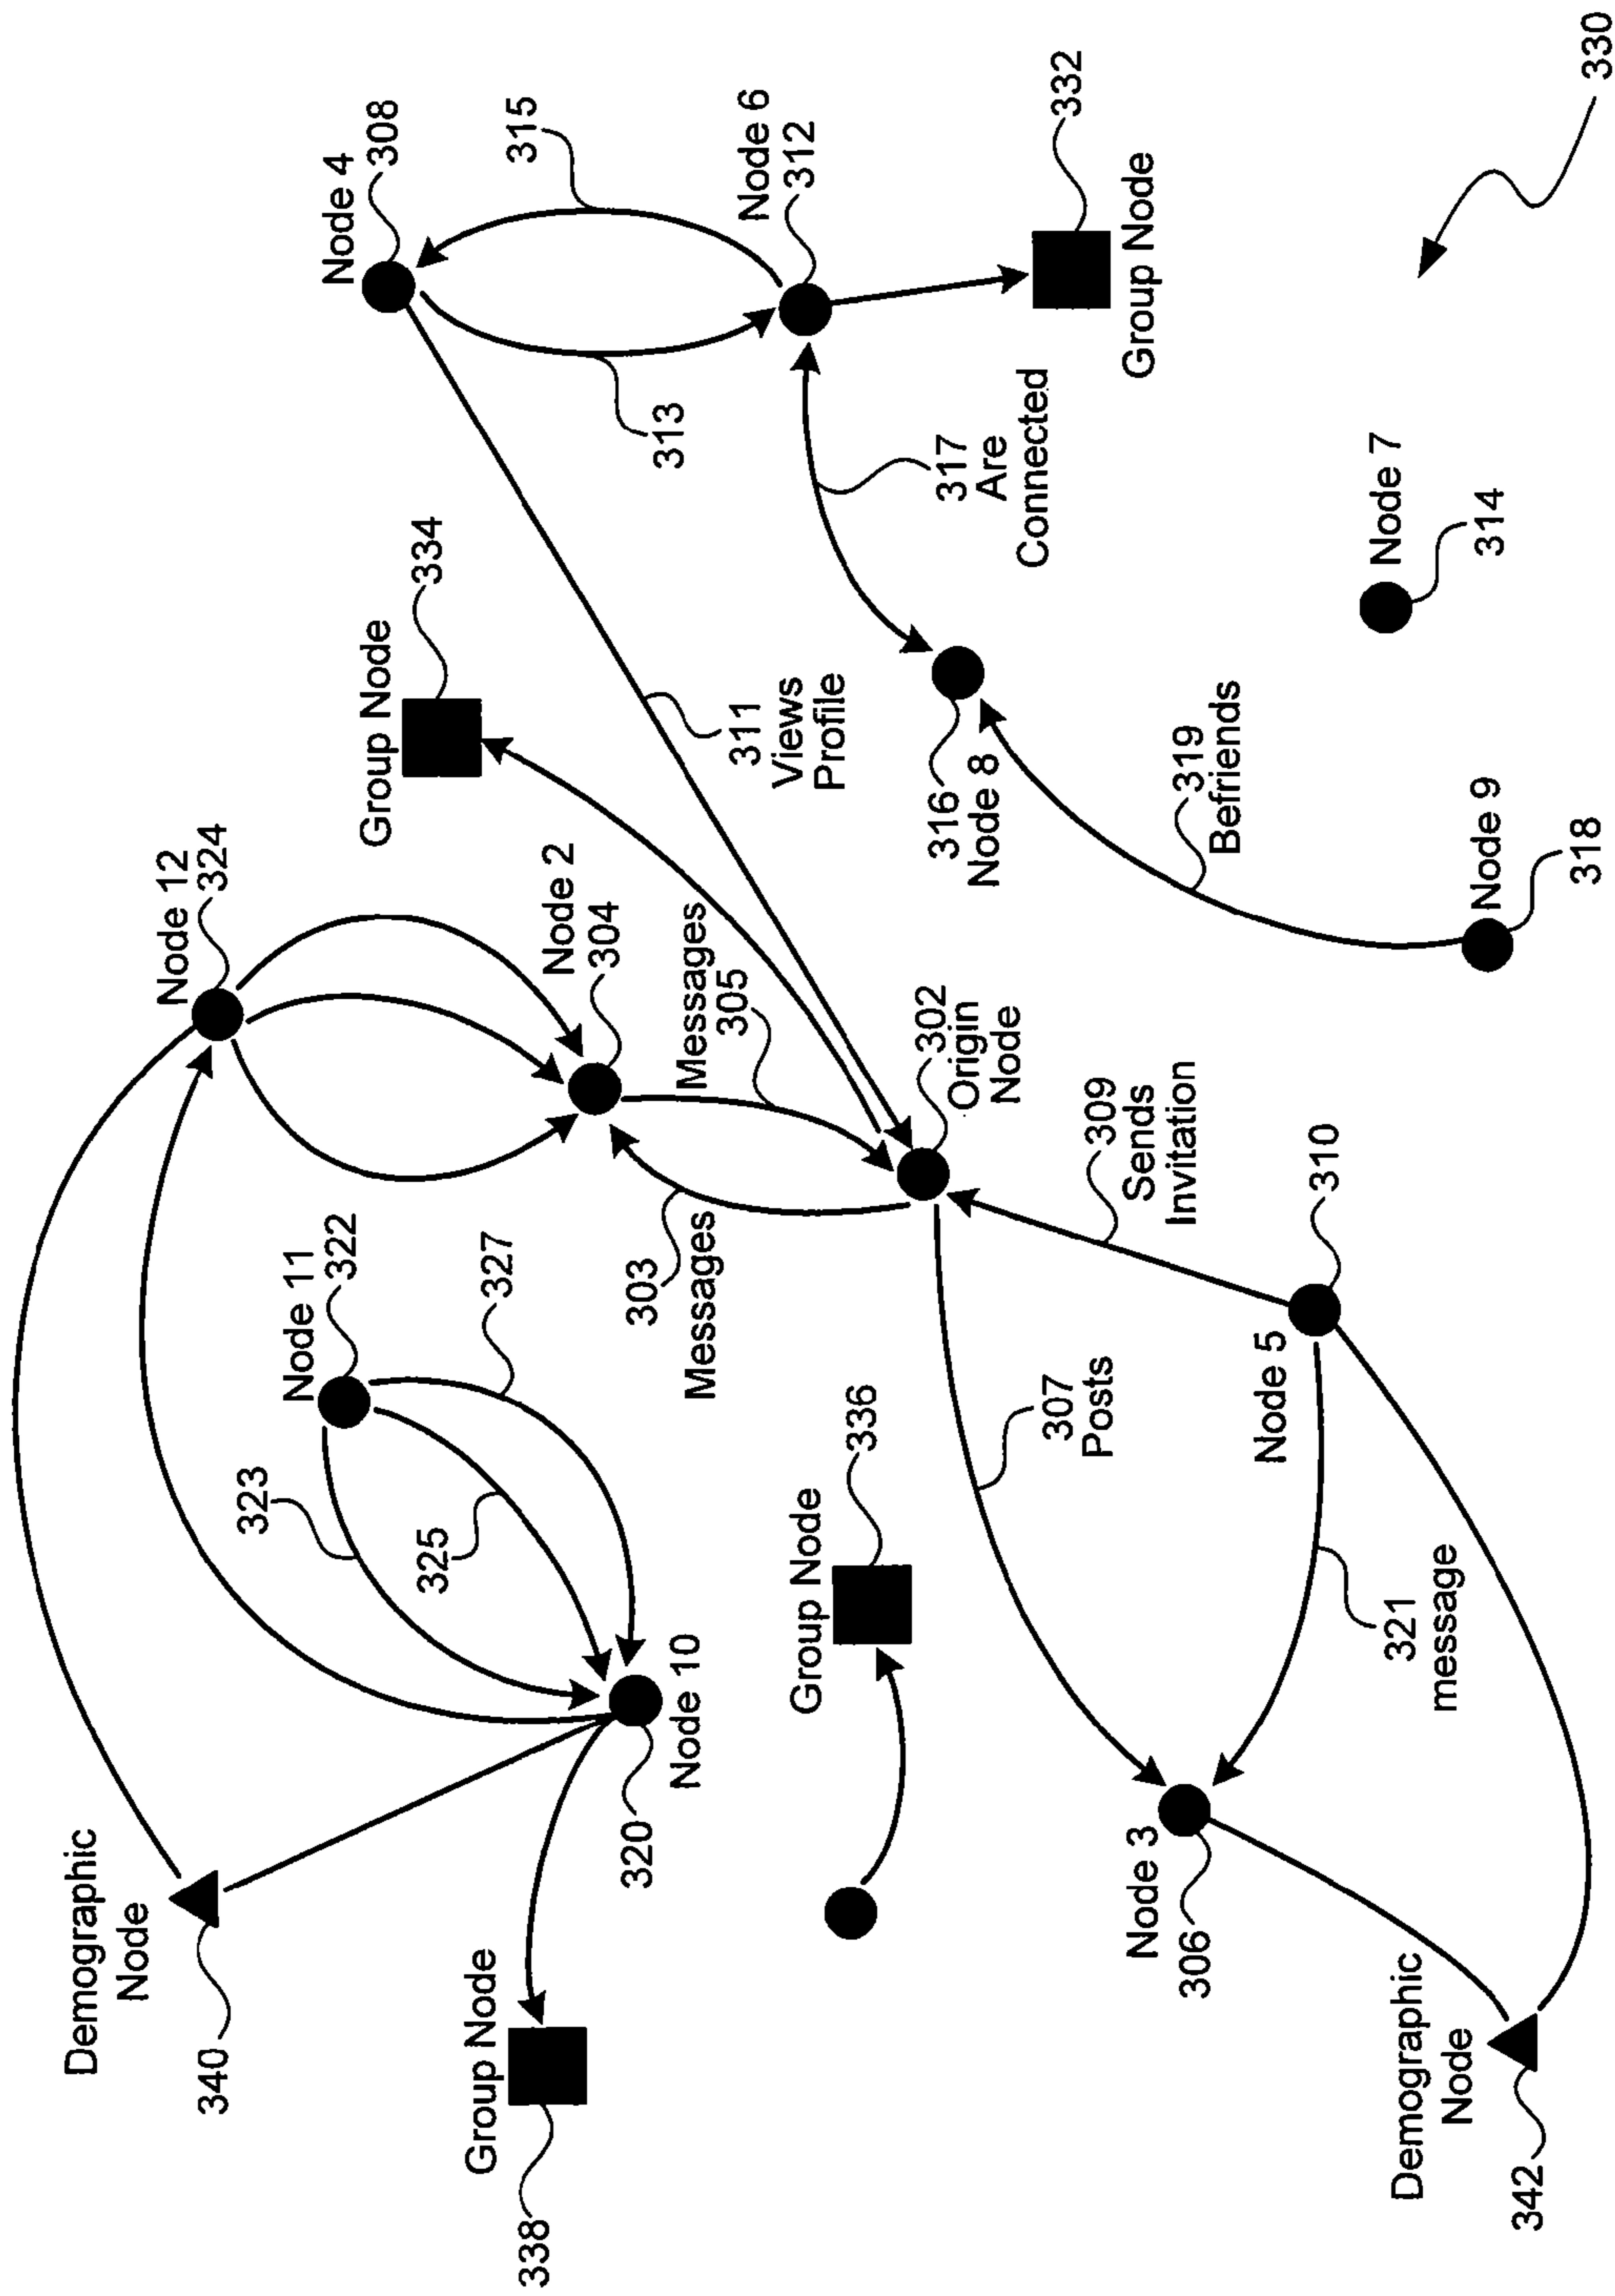 Demographic
Node
340
Node 12
324
Node 11
322
323
Node 4
308
Group Node
334
325
327
315
Group Node
338
Node 2
304
303
Messages
Messages
305
313
320
Node 10
311
Views
Profile
Node 6
312
Group Node
336
302
Origin
Node
316
Node 8
317
Are
Connected
332
Group Node
307
Posts
309
Sends
Invitation
Node 3
306
319
Befriends
Node 5
310
Node 7
314
321
message
Demographic
Node
342
Node 9
318
330